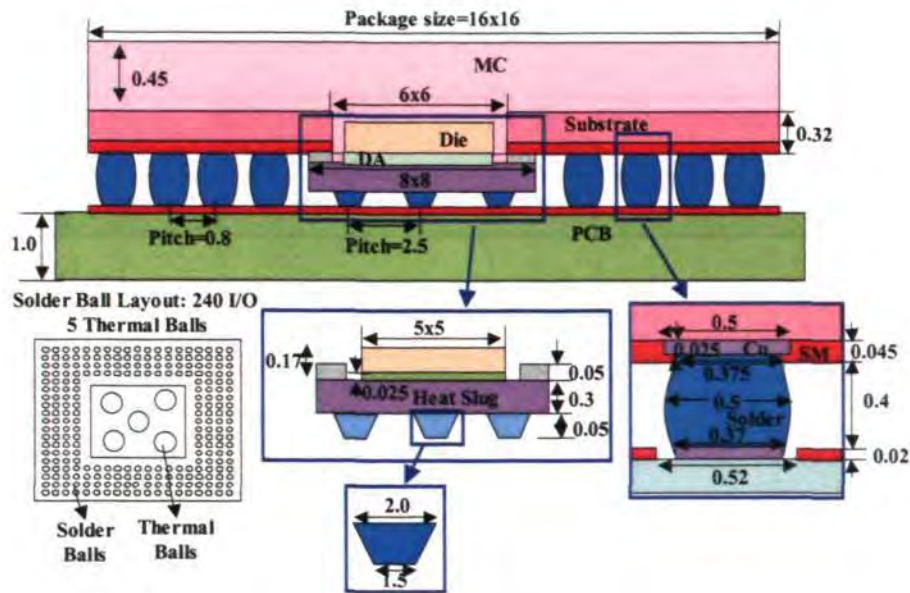 Package size=16x16
MC
0.45
6x6
Substrate
0.32
Die
DA
8x8
1.0
Pitch=0.8
Pitch=2.5
PCB
Solder Ball Layout: 240 I/O
5 Thermal Balls
Solder
Balls
Thermal
Balls
5x5
0.17
0.05
0.025
Heat Slug
0.3
0.05
2.0
1.5
0.5
0.025
Cu
SM
0.045
0.375
0.5
0.4
Solder
0.37
0.02
0.52